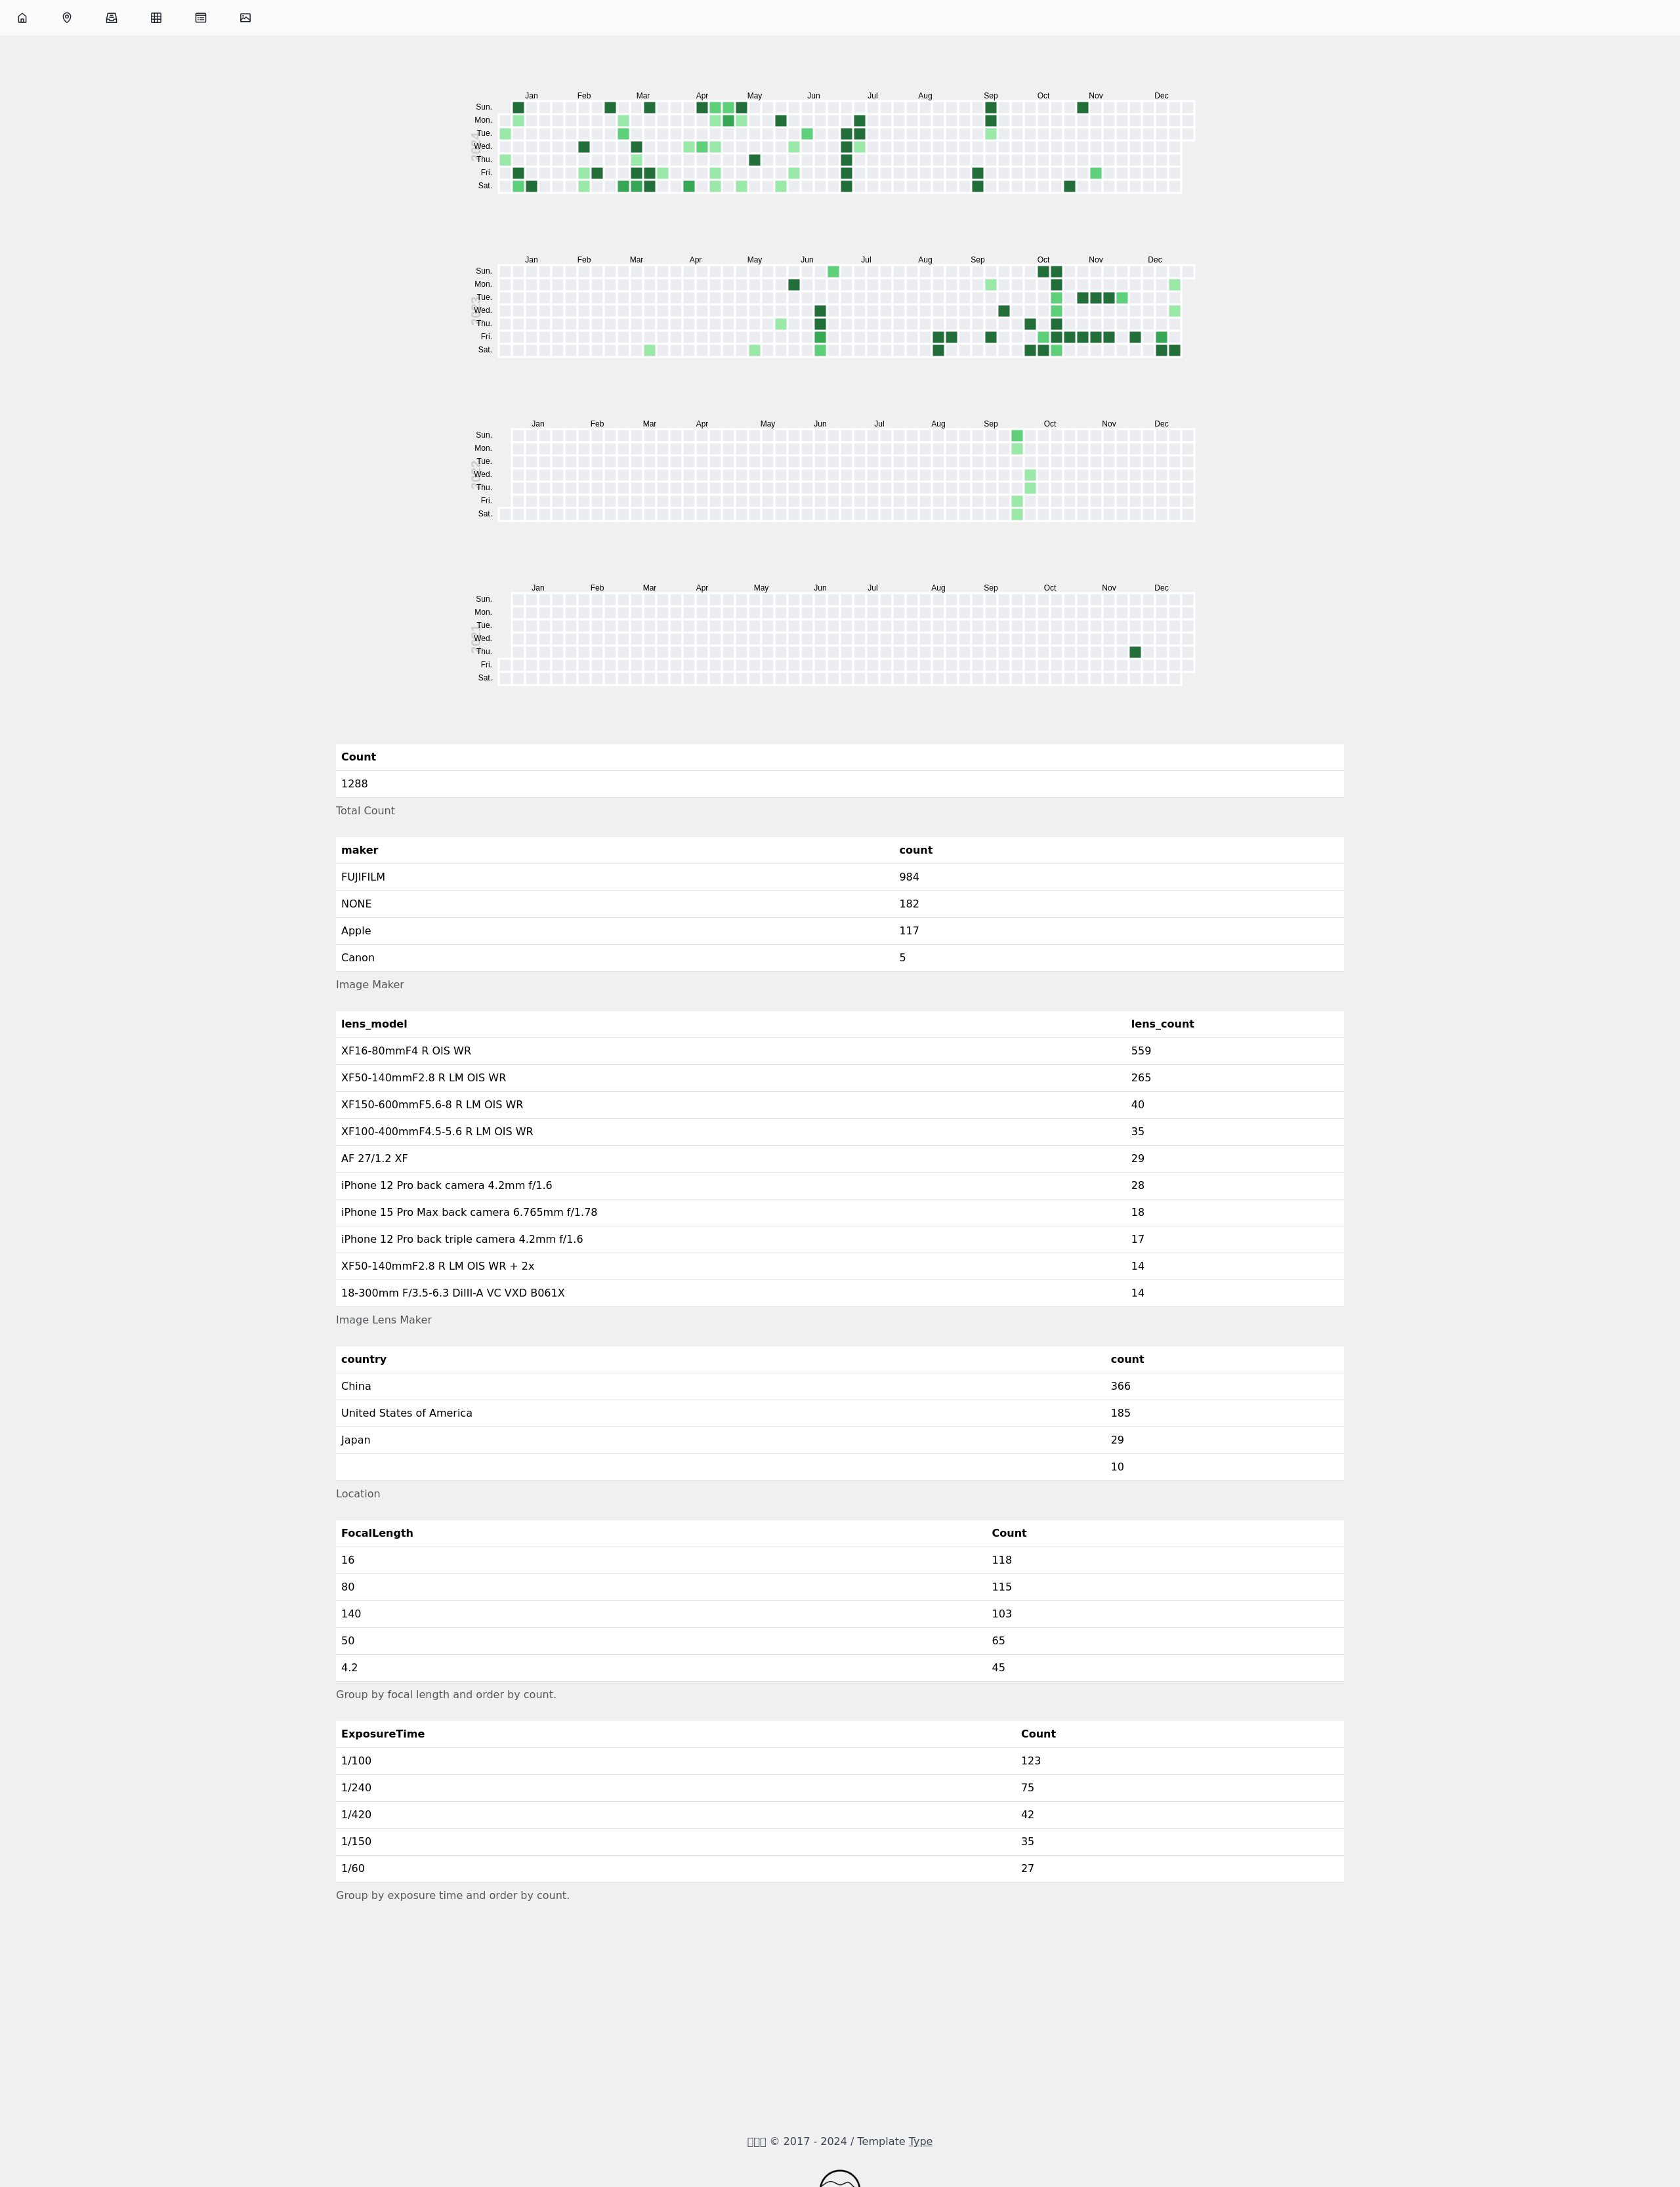 Jan Feb Mar Apr May Jun Jul Aug Sep Oct Nov Dec
2024
Sun.
Mon.
Tue.
Wed.
Thu.
Fri.
Sat.
Jan Feb Mar Apr May Jun Jul Aug Sep Oct Nov Dec
2023
Sun.
Mon.
Tue.
Wed.
Thu.
Fri.
Sat.
Jan Feb Mar Apr May Jun Jul Aug Sep Oct Nov Dec
2022
Sun.
Mon.
Tue.
Wed.
Thu.
Fri.
Sat.
Jan Feb Mar Apr May Jun Jul Aug Sep Oct Nov Dec
2021
Sun.
Mon.
Tue.
Wed.
Thu.
Fri.
Sat.
Count
1288
Total Count
maker count
FUJIFILM 984
NONE 182
Apple 117
Canon 5
Image Maker
lens_model lens_count
XF16-80mmF4 R OIS WR 559
XF50-140mmF2.8 R LM OIS WR 265
XF150-600mmF5.6-8 R LM OIS WR 40
XF100-400mmF4.5-5.6 R LM OIS WR 35
AF 27/1.2 XF 29
iPhone 12 Pro back camera 4.2mm f/1.6 28
iPhone 15 Pro Max back camera 6.765mm f/1.78 18
iPhone 12 Pro back triple camera 4.2mm f/1.6 17
XF50-140mmF2.8 R LM OIS WR + 2x 14
18-300mm F/3.5-6.3 DiIII-A VC VXD B061X 14
Image Lens Maker
country count
China 366
United States of America 185
Japan 29
10
Location
FocalLength Count
16 118
80 115
140 103
50 65
4.2 45
Group by focal length and order by count.
ExposureTime Count
1/100 123
1/240 75
1/420 42
1/150 35
1/60 27
Group by exposure time and order by count.
© 2017 - 2024 / Template Type